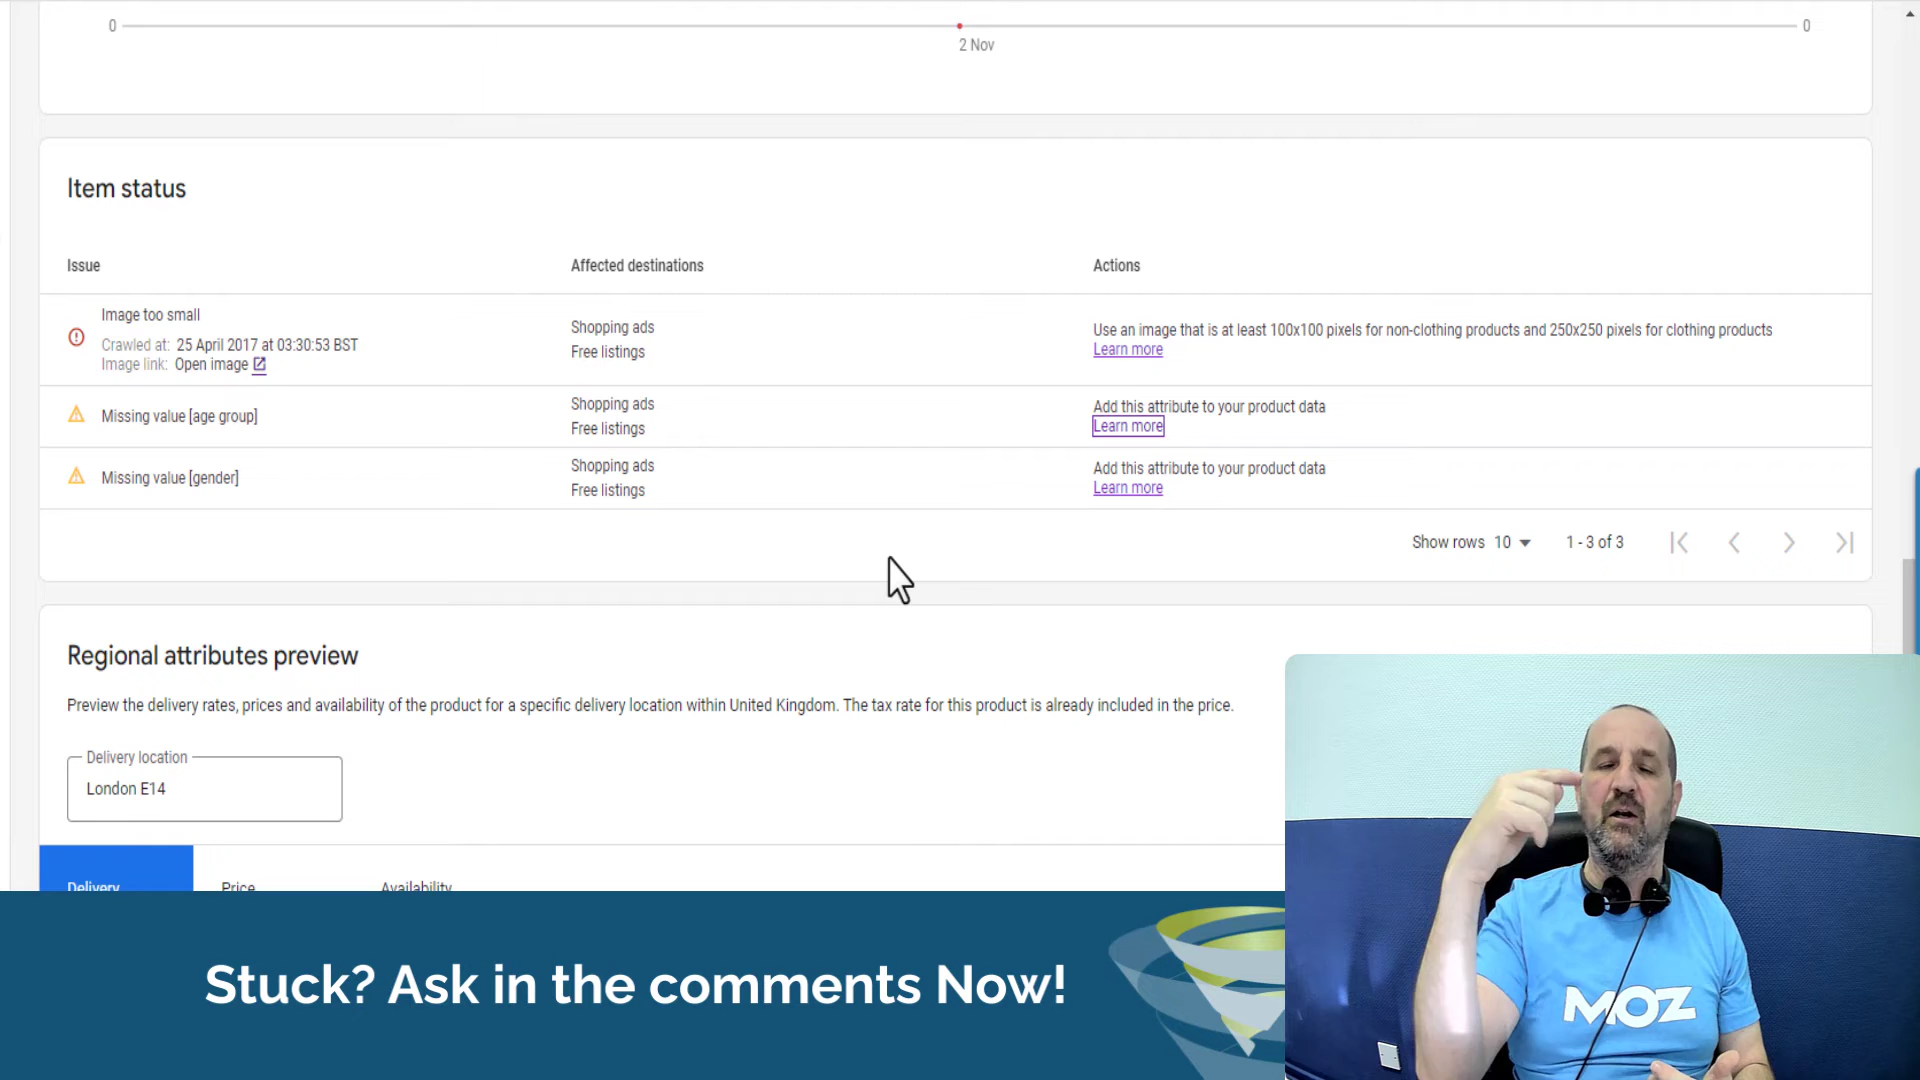 0 0
2 Nov
Item status
Issue Affected destinations Actions
Image too small
Crawled at: 25 April 2017 at 03:30:53 BST
Image link: Open image
Shopping ads
Free listings
Use an image that is at least 100x100 pixels for non-clothing products and 250x250 pixels for clothing products
Learn more
Missing value [age group]
Shopping ads
Free listings
Add this attribute to your product data
Learn more
Missing value [gender]
Shopping ads
Free listings
Add this attribute to your product data
Learn more
Show rows 10 1 - 3 of 3
Regional attributes preview
Preview the delivery rates, prices and availability of the product for a specific delivery location within United Kingdom. The tax rate for this product is already included in the price.
Delivery location
London E14
Delivery Price Availability
Stuck? Ask in the comments Now!
MOZ